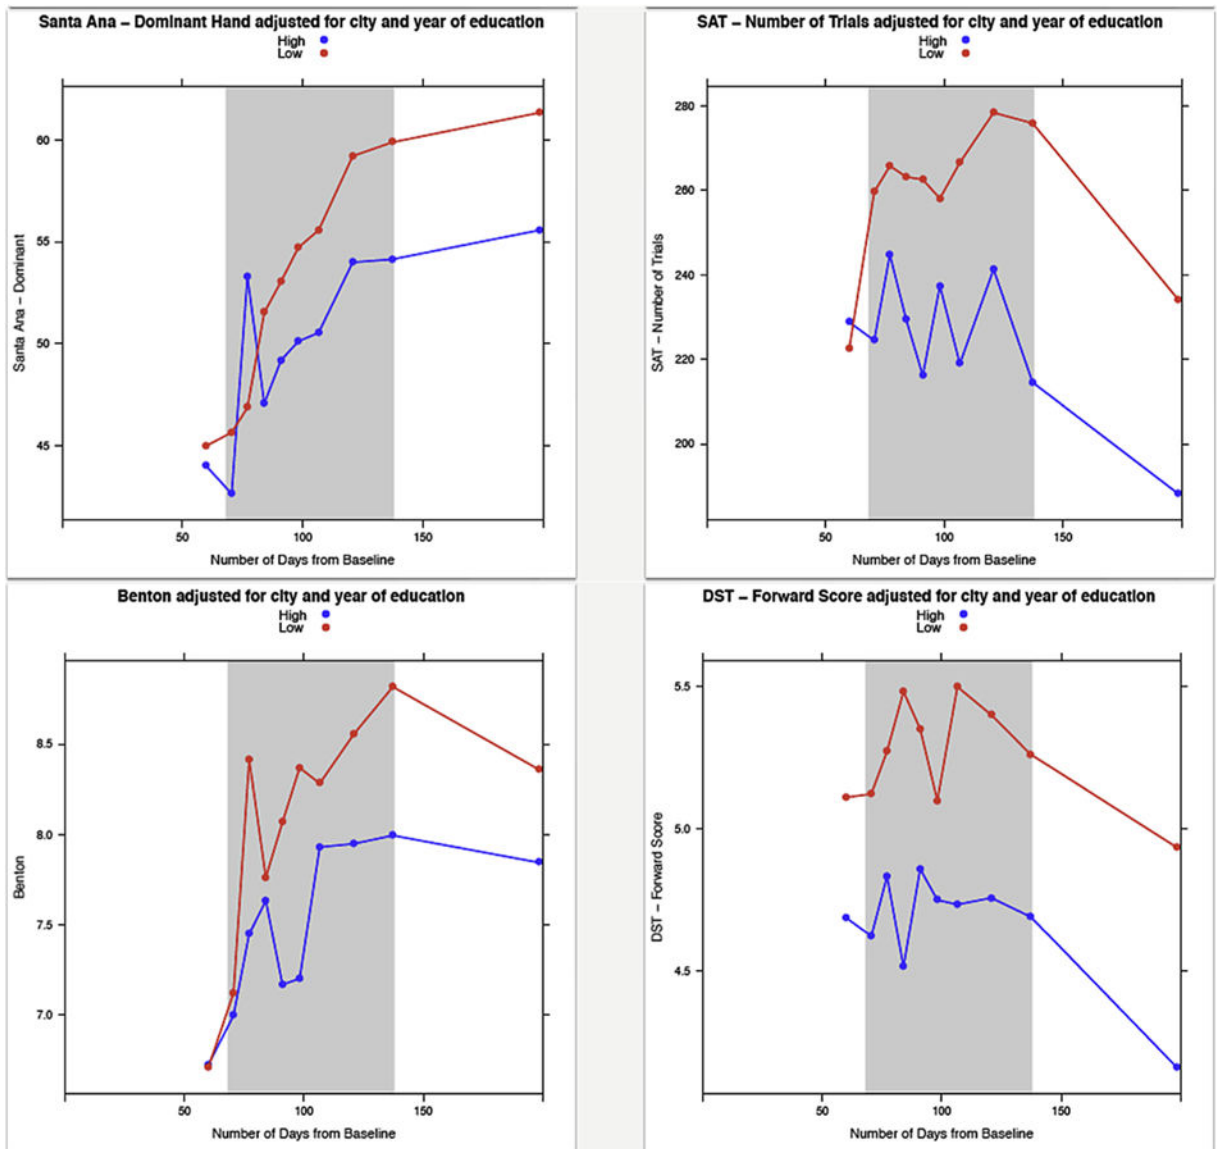 Santa Ana – Dominant Hand adjusted for city and year of education
High
Low
60
55
50
45
Santa Ana – Dominant
50 100 150
Number of Days from Baseline
SAT – Number of Trials adjusted for city and year of education
High
Low
280
260
240
220
200
SAT – Number of Trials
50 100 150
Number of Days from Baseline
Benton adjusted for city and year of education
High
Low
8.5
8.0
7.5
7.0
Benton
50 100 150
Number of Days from Baseline
DST – Forward Score adjusted for city and year of education
High
Low
5.5
5.0
4.5
DST – Forward Score
50 100 150
Number of Days from Baseline